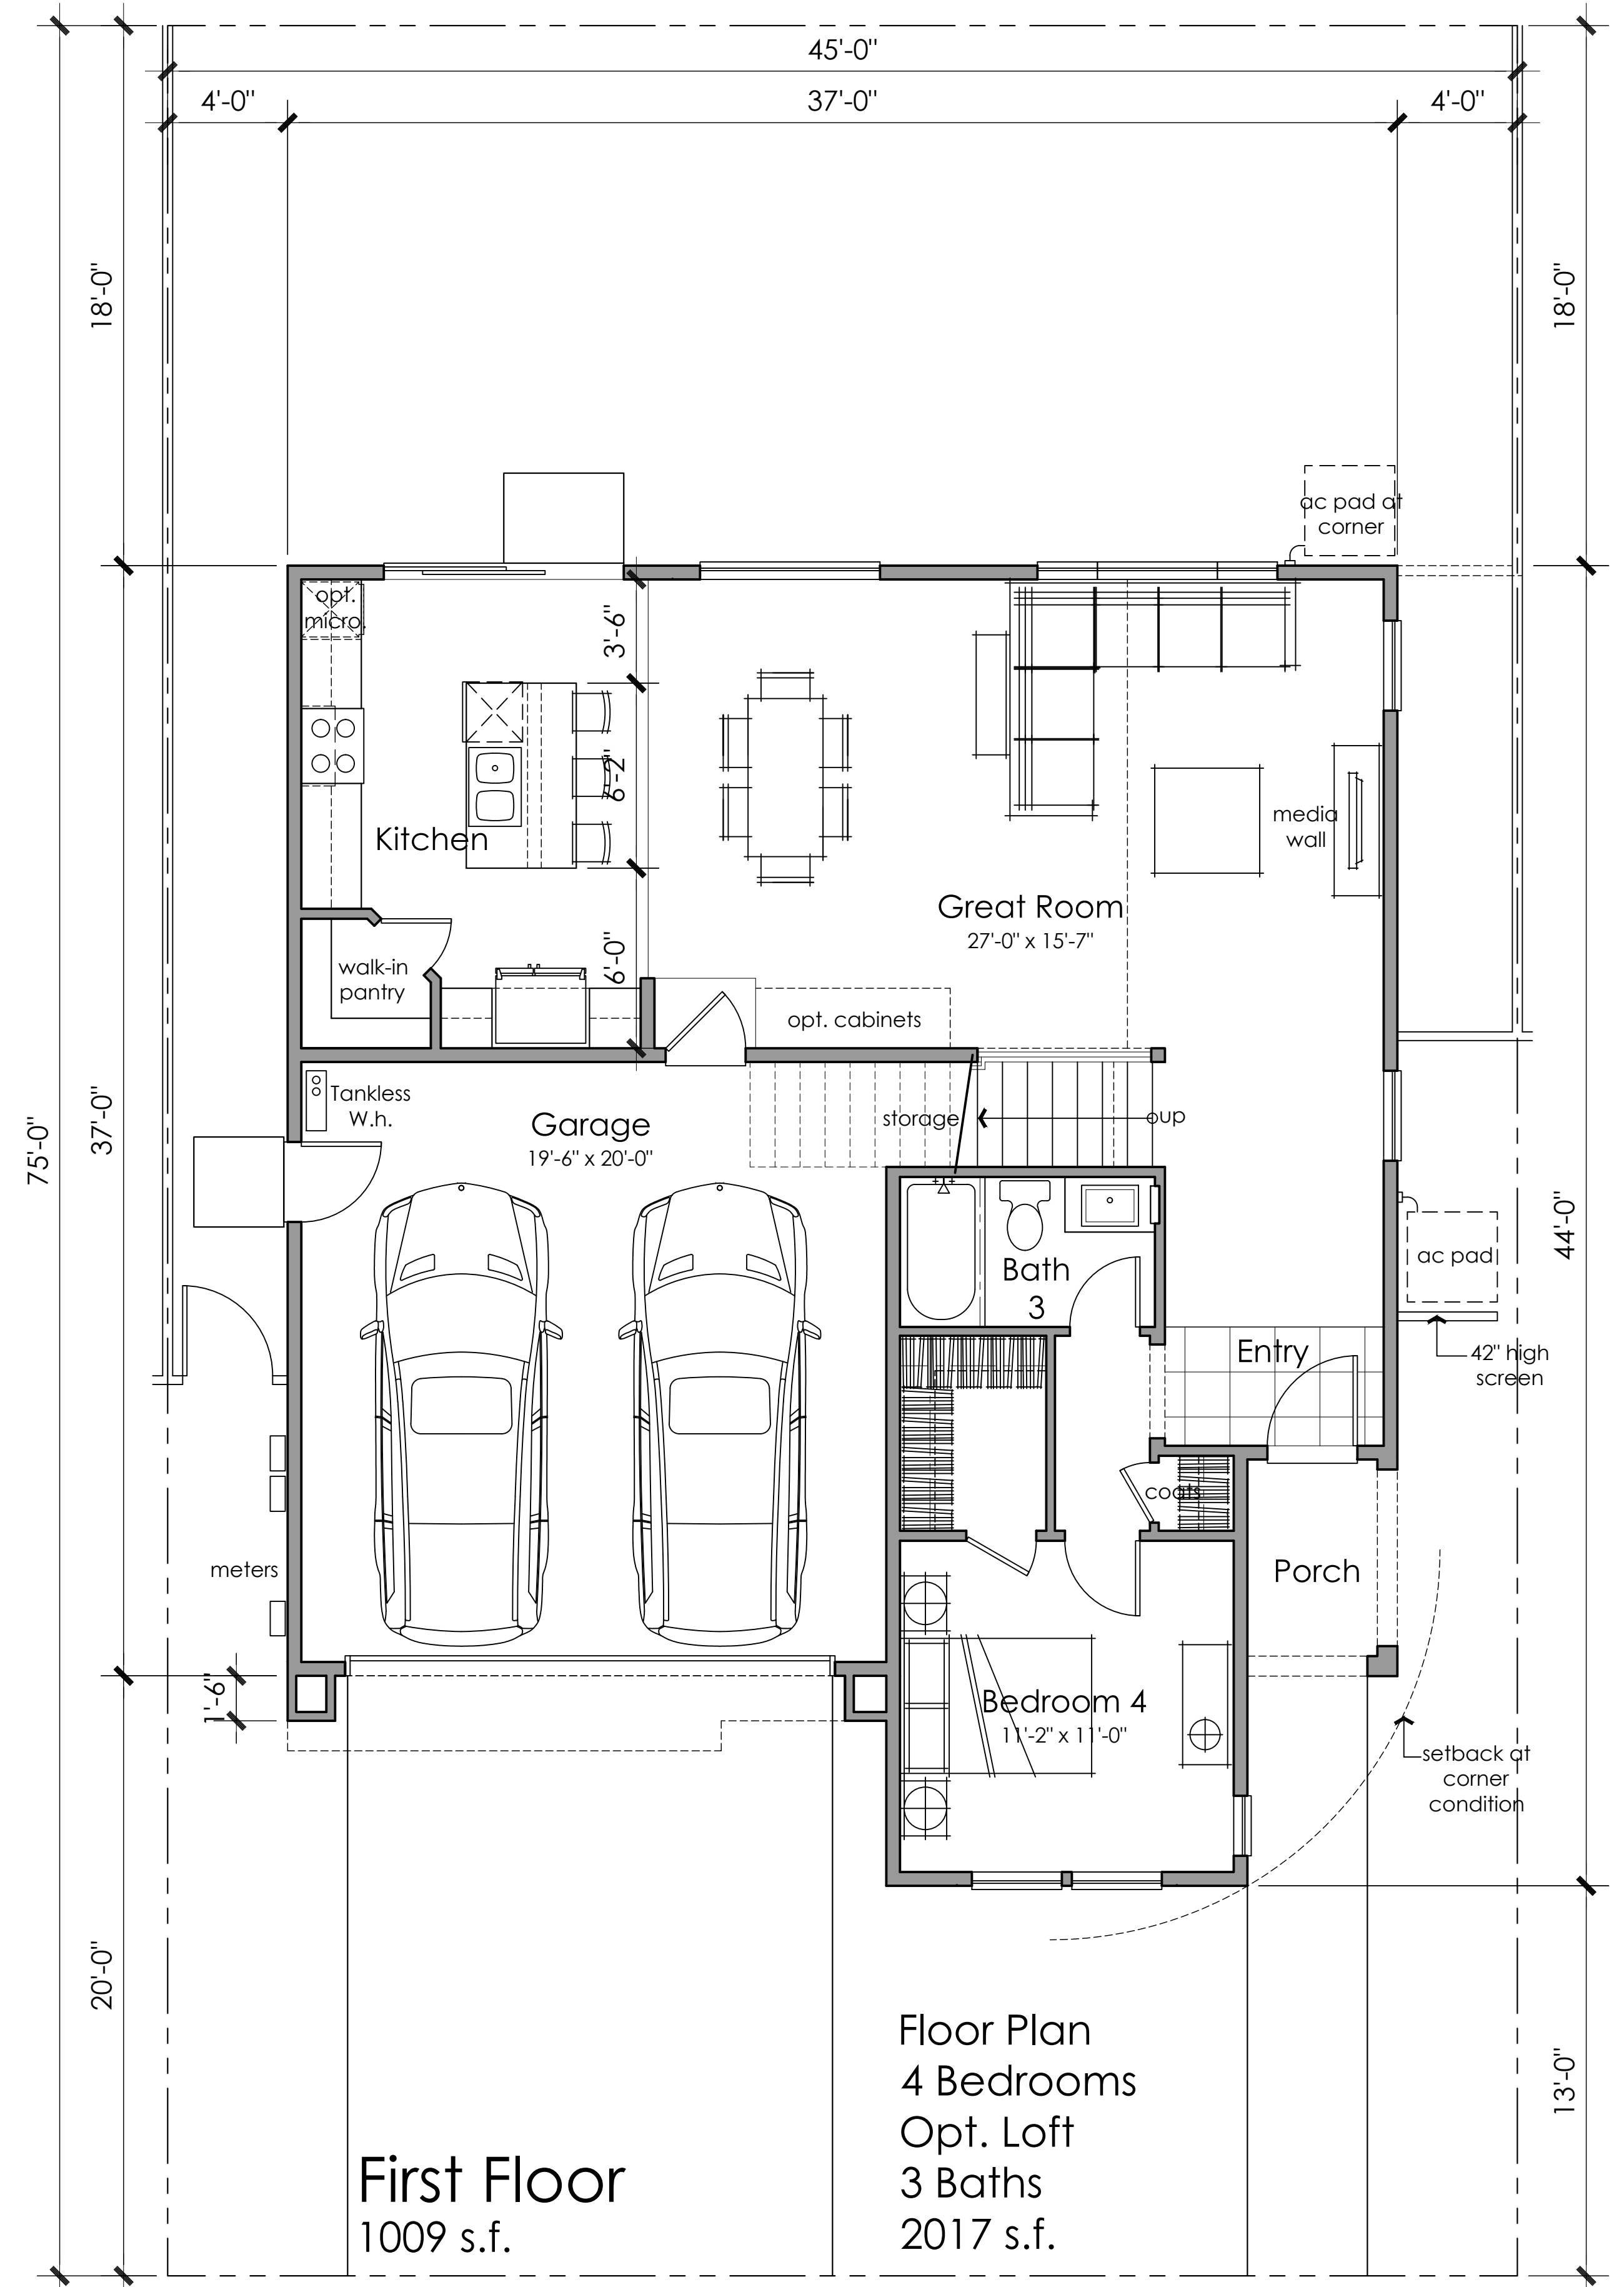 45'-0"
4'-0"
37'-0"
4'-0"
18'-0"
18'-0"
ac pad at
corner
opt.
micro.
3'-6"
6'-2"
Kitchen
media
wall
Great Room
27'-0" x 15'-7"
6'-0"
walk-in
pantry
opt. cabinets
Tankless
W.h.
Garage
19'-6" x 20'-0"
storage
up
37'-0"
75'-0"
44'-0"
ac pad
Bath
3
Entry
42" high
screen
coats
meters
Porch
1'-6"
Bedroom 4
11'-2" x 11'-0"
setback at
corner
condition
20'-0"
13'-0"
Floor Plan
4 Bedrooms
Opt. Loft
3 Baths
2017 s.f.
First Floor
1009 s.f.